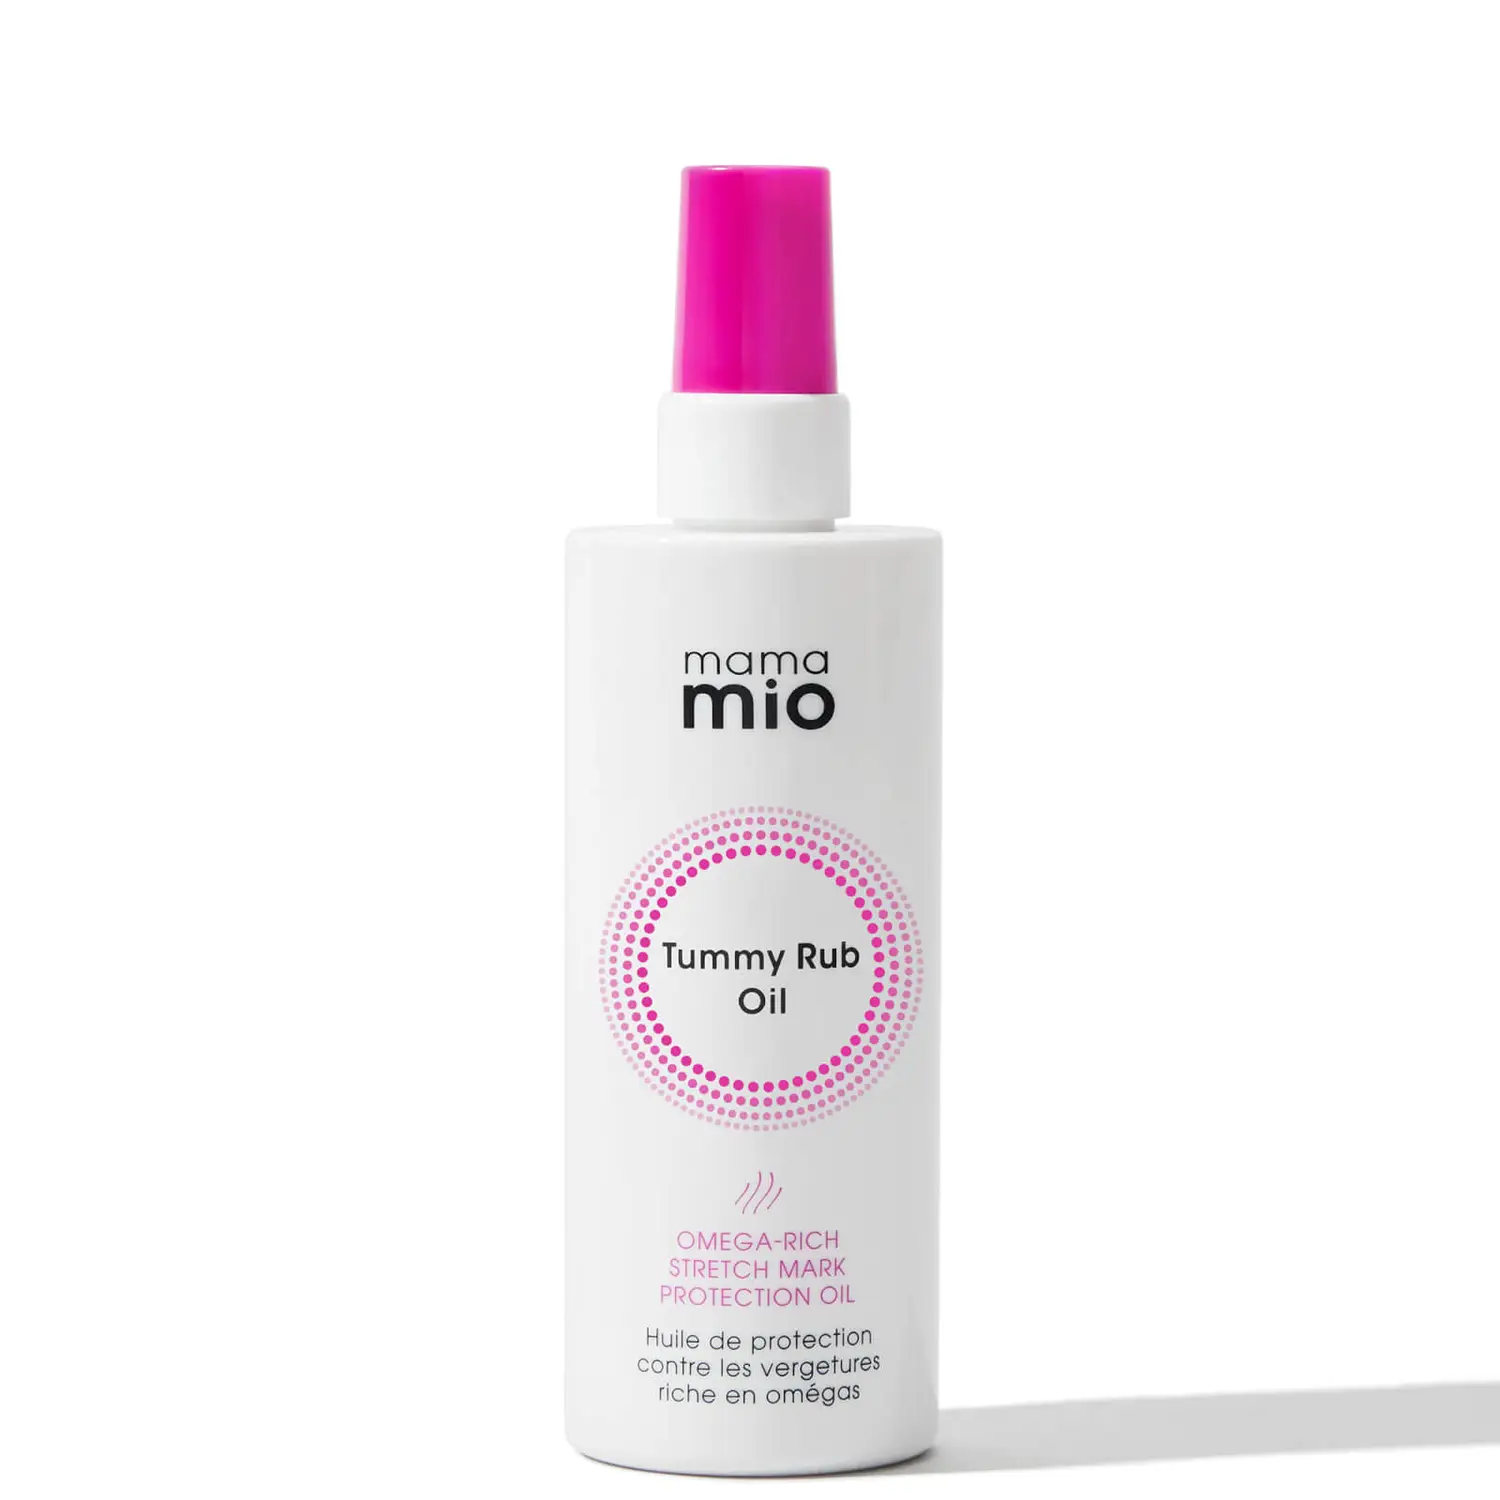 mama
mio
Tummy Rub
Oil
OMEGA-RICH
STRETCH MARK
PROTECTION OIL
Huile de protection
contre les vergetures
riche en omégas